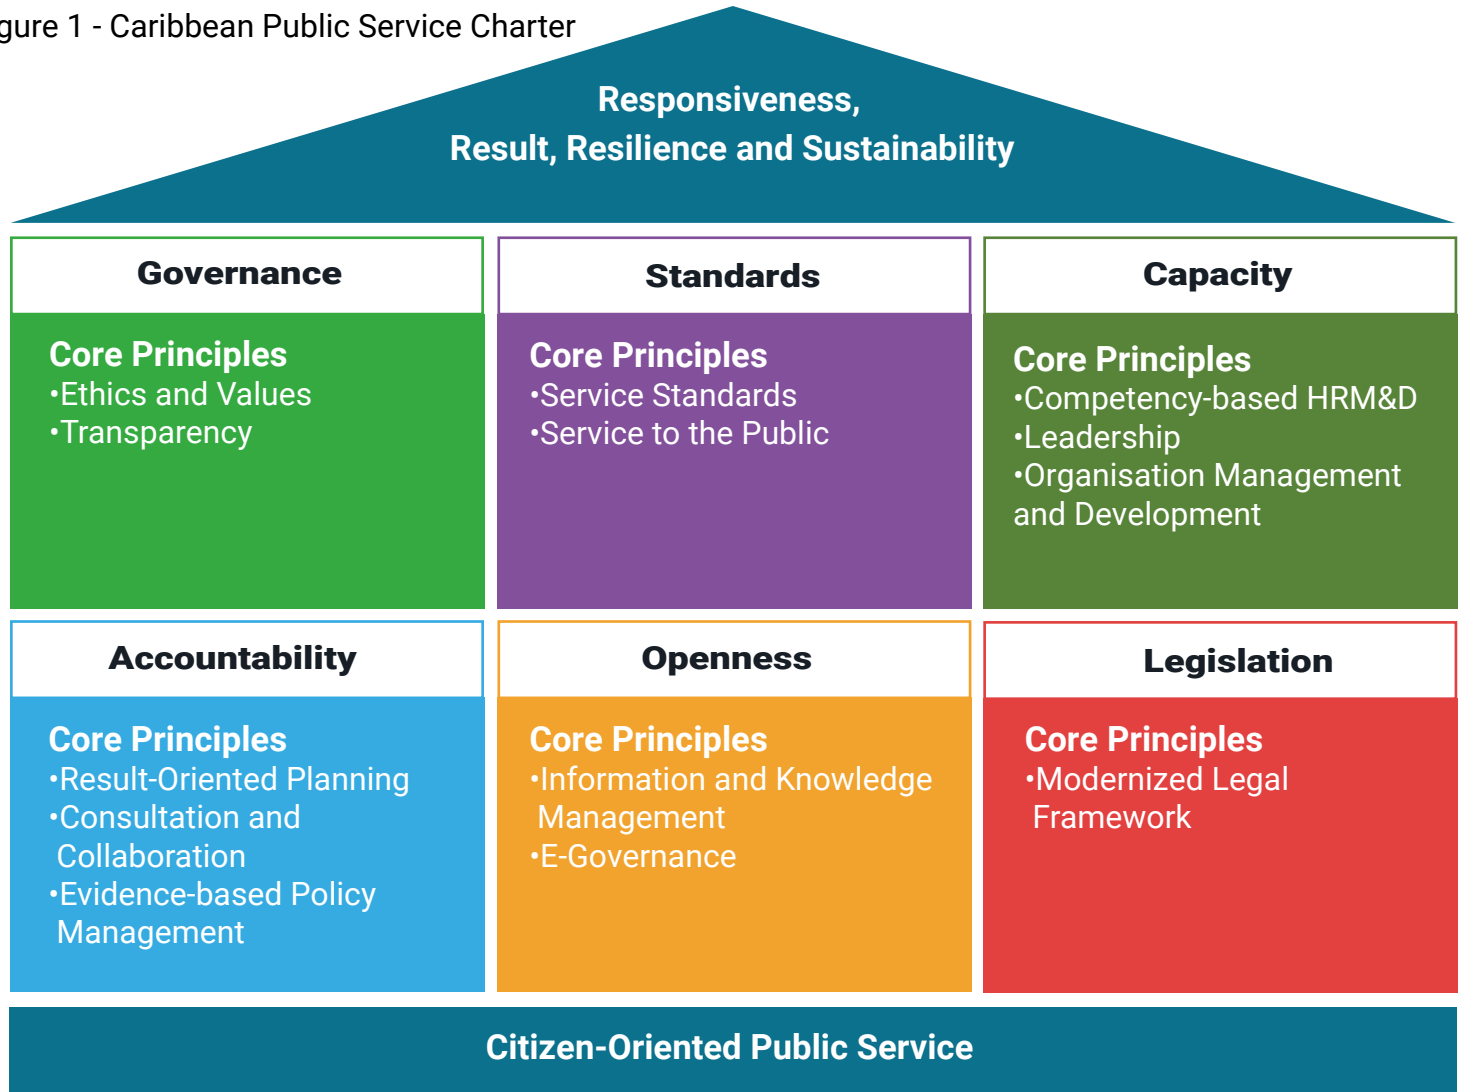 gure 1 - Caribbean Public Service Charter
Responsiveness,
Result, Resilience and Sustainability
Governance
Core Principles
•Ethics and Values
•Transparency
Standards
Core Principles
•Service Standards
•Service to the Public
Capacity
Core Principles
•Competency-based HRM&D
•Leadership
•Organisation Management
and Development
Accountability
Core Principles
•Result-Oriented Planning
•Consultation and
Collaboration
•Evidence-based Policy
Management
Openness
Core Principles
•Information and Knowledge
Management
•E-Governance
Legislation
Core Principles
•Modernized Legal
Framework
Citizen-Oriented Public Service